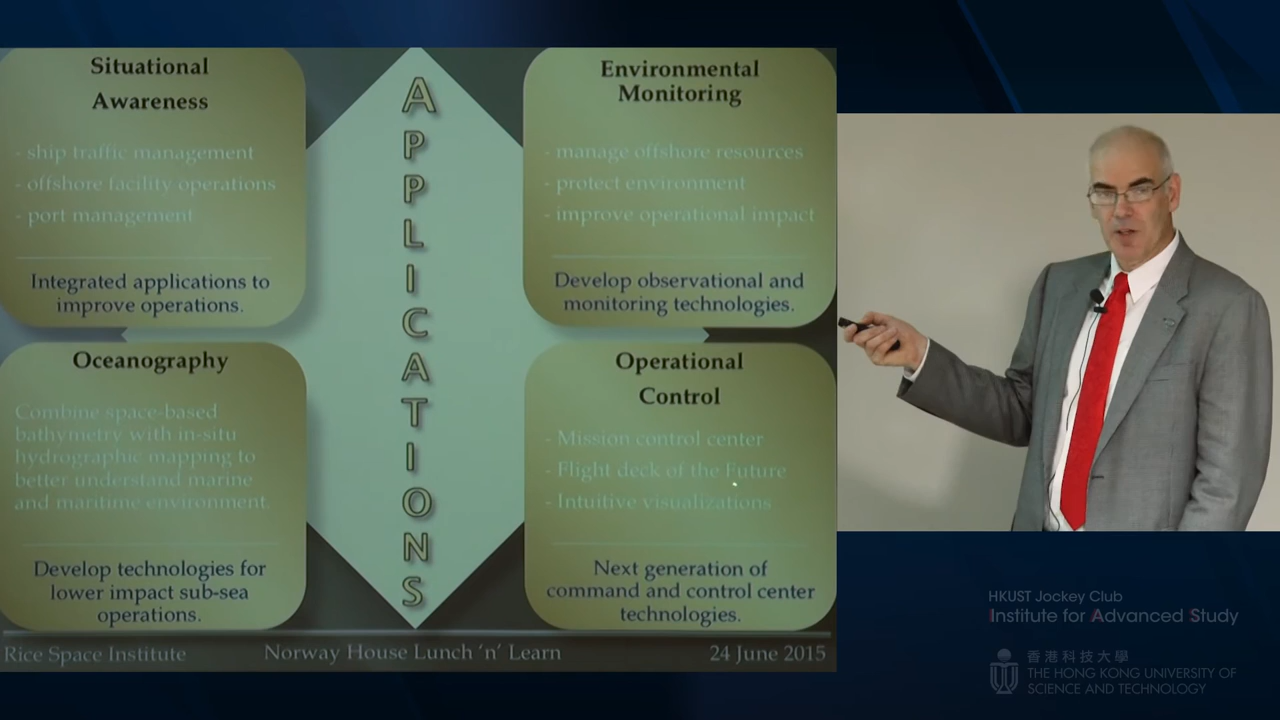 Situational
Awareness
- ship traffic management
- offshore facility operations
- port management
Integrated applications to
improve operations.
APPLICATIONS
Environmental
Monitoring
- manage offshore resources
- protect environment
- improve operational impact
Develop observational and
monitoring technologies.
Oceanography
Combine space-based
bathymetry with in-situ
hydrographic mapping to
better understand marine
and maritime environment.
Develop technologies for
lower impact sub-sea
operations.
Operational
Control
- Mission control center
- Flight deck of the Future
- Intuitive visualizations
Next generation of
command and control center
technologies.
Rice Space Institute
Norway House Lunch 'n' Learn
24 June 2015
HKUST Jockey Club
Institute for Advanced Study
香港科技大學
THE HONG KONG UNIVERSITY OF
SCIENCE AND TECHNOLOGY